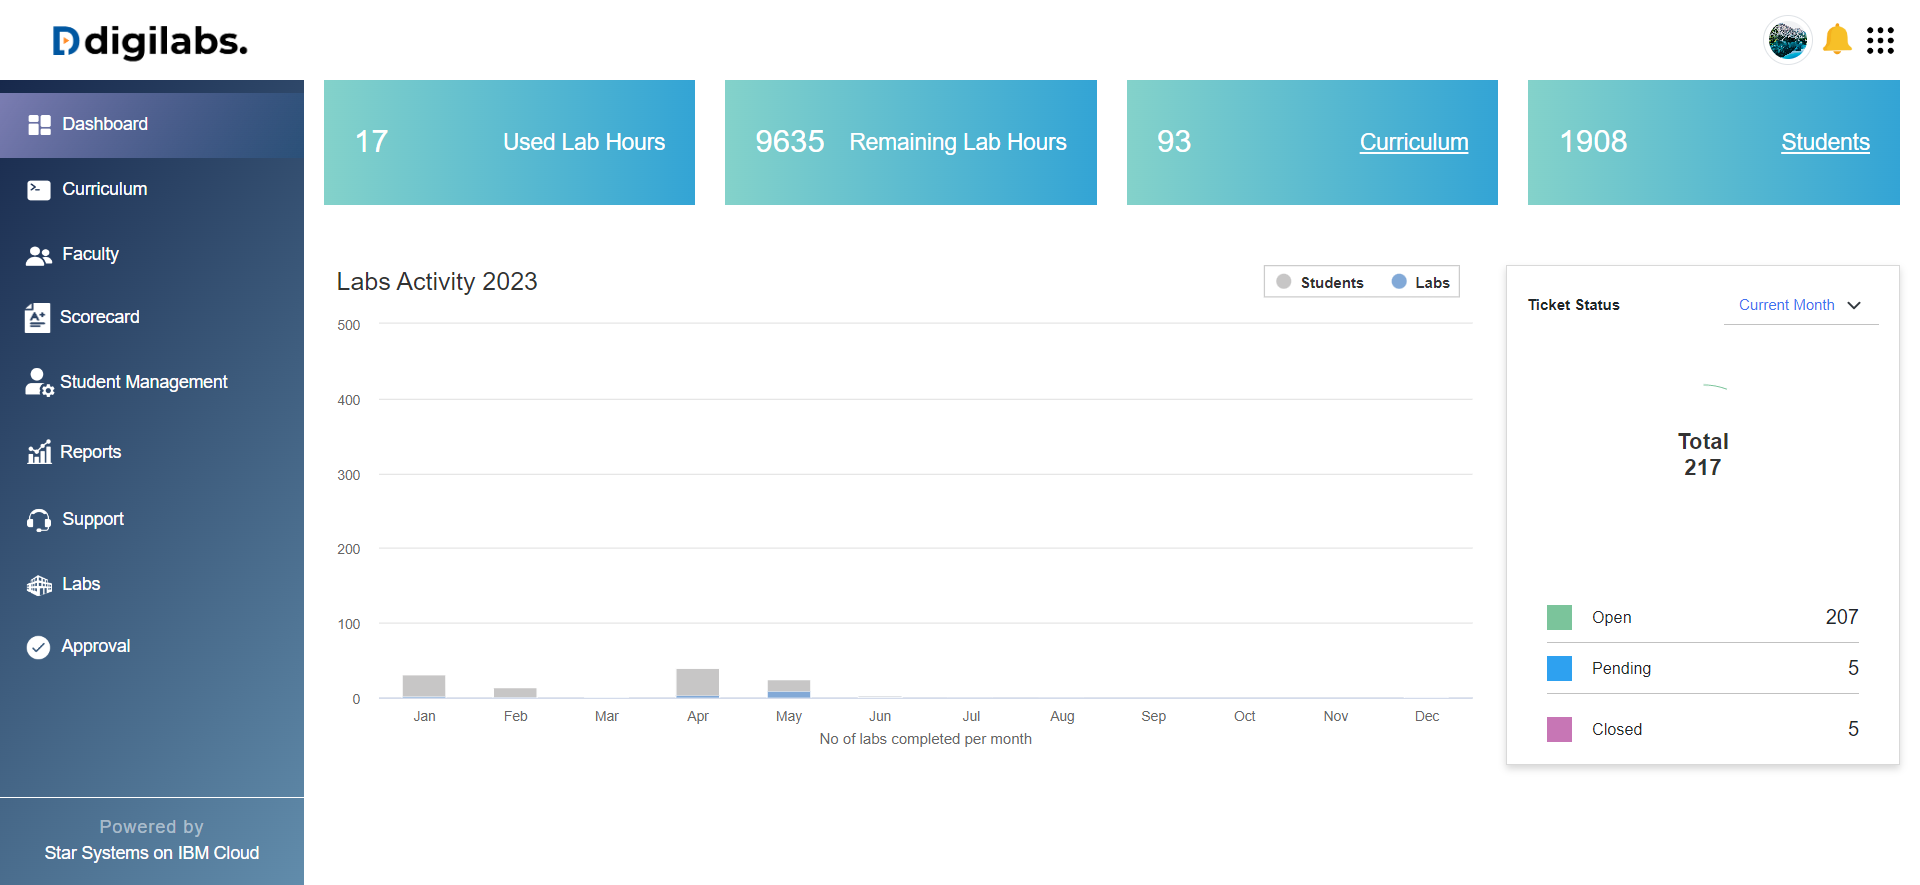 digilabs.
Dashboard
Curriculum
Faculty
Scorecard
Student Management
Reports
Support
Labs
Approval
Powered by
Star Systems on IBM Cloud
17 Used Lab Hours
9635 Remaining Lab Hours
93 Curriculum
1908 Students
Labs Activity 2023
Students Labs
500
400
300
200
100
0
Jan Feb Mar Apr May Jun Jul Aug Sep Oct Nov Dec
No of labs completed per month
Ticket Status Current Month
Total
217
Open 207
Pending 5
Closed 5